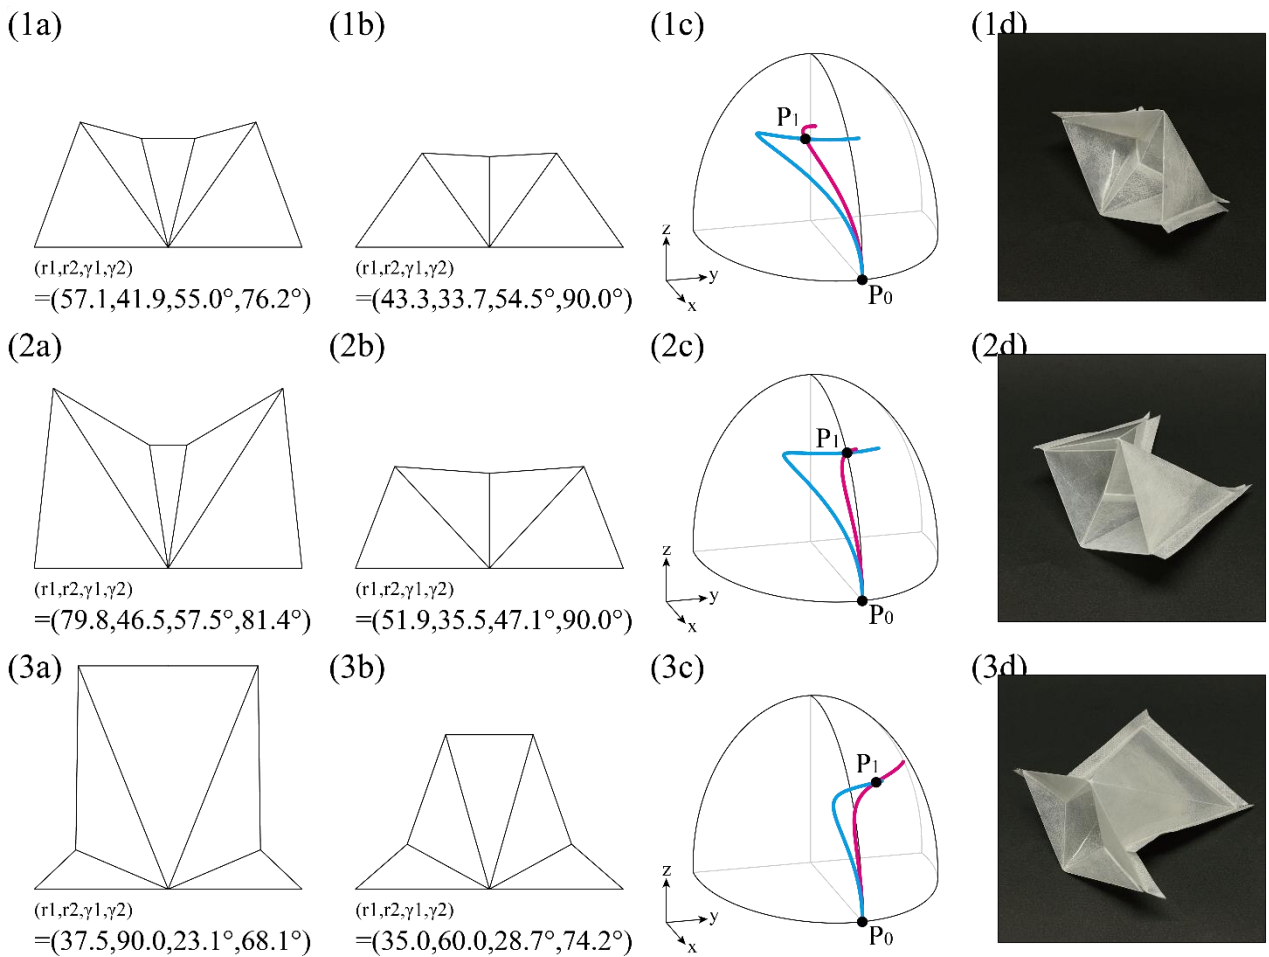 (1a) (1b) (1c) (1d)
P1
z
y
x
P0
(r1,r2,γ1,γ2)
=(57.1,41.9,55.0°,76.2°)
(r1,r2,γ1,γ2)
=(43.3,33.7,54.5°,90.0°)
(2a) (2b) (2c) (2d)
P1
z
y
x
P0
(r1,r2,γ1,γ2)
=(79.8,46.5,57.5°,81.4°)
(r1,r2,γ1,γ2)
=(51.9,35.5,47.1°,90.0°)
(3a) (3b) (3c) (3d)
P1
z
y
x
P0
(r1,r2,γ1,γ2)
=(37.5,90.0,23.1°,68.1°)
(r1,r2,γ1,γ2)
=(35.0,60.0,28.7°,74.2°)